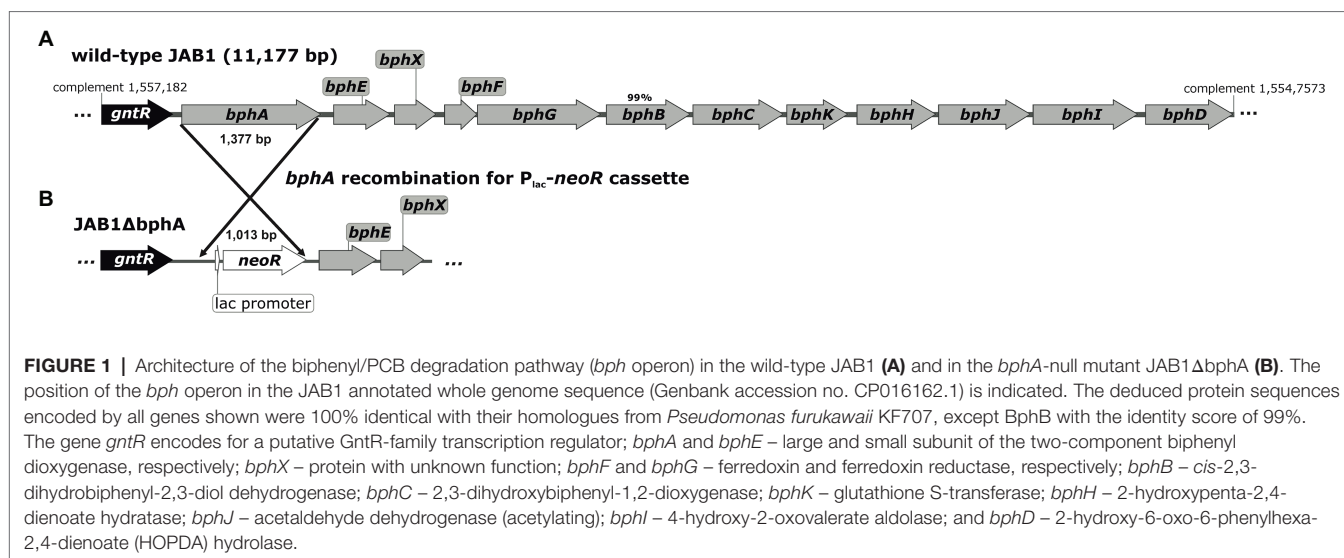 A
wild-type JAB1 (11,177 bp)
complement 1,557,182
bphE
bphX
bphF
99%
complement 1,554,7573
... gntR bphA bphG bphB bphC bphK bphH bphJ bphI bphD ...
1,377 bp
bphA recombination for Plac-neoR cassette
B
JAB1ΔbphA
1,013 bp
bphE
bphX
... gntR neoR ...
lac promoter
FIGURE 1 | Architecture of the biphenyl/PCB degradation pathway (bph operon) in the wild-type JAB1 (A) and in the bphA-null mutant JAB1ΔbphA (B). The
position of the bph operon in the JAB1 annotated whole genome sequence (Genbank accession no. CP016162.1) is indicated. The deduced protein sequences
encoded by all genes shown were 100% identical with their homologues from Pseudomonas furukawaii KF707, except BphB with the identity score of 99%.
The gene gntR encodes for a putative GntR-family transcription regulator; bphA and bphE – large and small subunit of the two-component biphenyl
dioxygenase, respectively; bphX – protein with unknown function; bphF and bphG – ferredoxin and ferredoxin reductase, respectively; bphB – cis-2,3-
dihydrobiphenyl-2,3-diol dehydrogenase; bphC – 2,3-dihydroxybiphenyl-1,2-dioxygenase; bphK – glutathione S-transferase; bphH – 2-hydroxypenta-2,4-
dienoate hydratase; bphJ – acetaldehyde dehydrogenase (acetylating); bphI – 4-hydroxy-2-oxovalerate aldolase; and bphD – 2-hydroxy-6-oxo-6-phenylhexa-
2,4-dienoate (HOPDA) hydrolase.